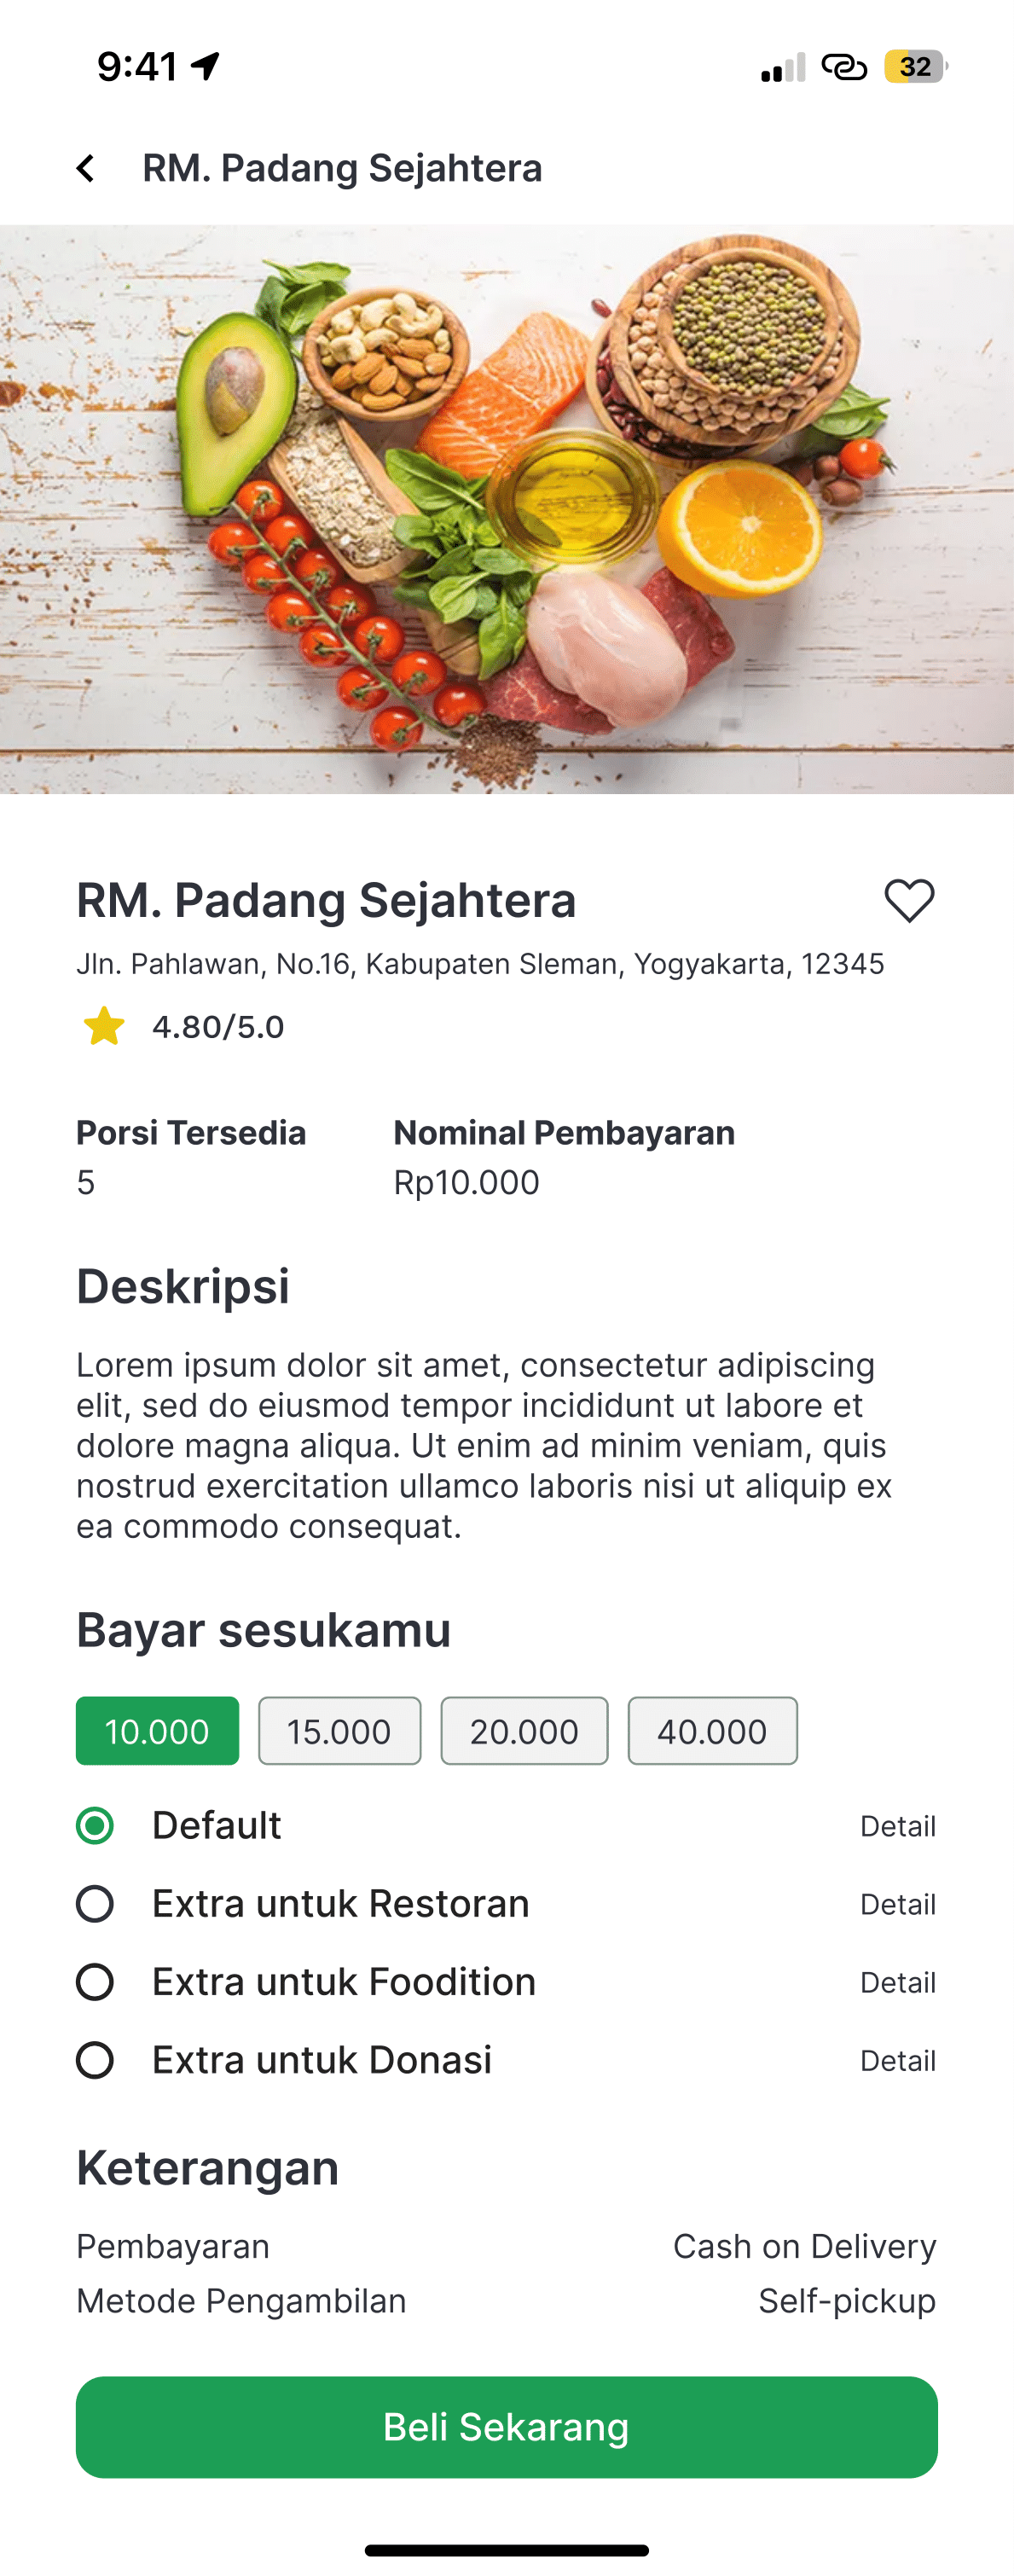 9:41
32
RM. Padang Sejahtera
RM. Padang Sejahtera
Jln. Pahlawan, No.16, Kabupaten Sleman, Yogyakarta, 12345
4.80/5.0
Porsi Tersedia Nominal Pembayaran
5 Rp10.000
Deskripsi
Lorem ipsum dolor sit amet, consectetur adipiscing
elit, sed do eiusmod tempor incididunt ut labore et
dolore magna aliqua. Ut enim ad minim veniam, quis
nostrud exercitation ullamco laboris nisi ut aliquip ex
ea commodo consequat.
Bayar sesukamu
10.000 15.000 20.000 40.000
Default Detail
Extra untuk Restoran Detail
Extra untuk Foodition Detail
Extra untuk Donasi Detail
Keterangan
Pembayaran Cash on Delivery
Metode Pengambilan Self-pickup
Beli Sekarang